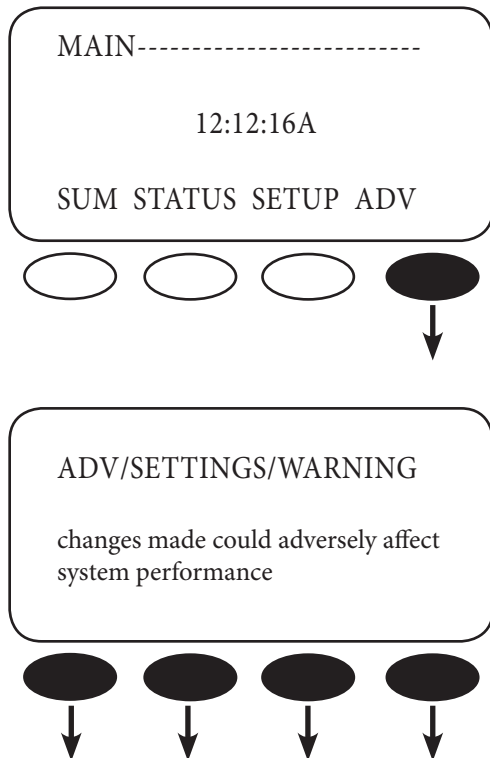 MAIN--------------------------
12:12:16A
SUM STATUS SETUP ADV
ADV/SETTINGS/WARNING
changes made could adversely affect
system performance